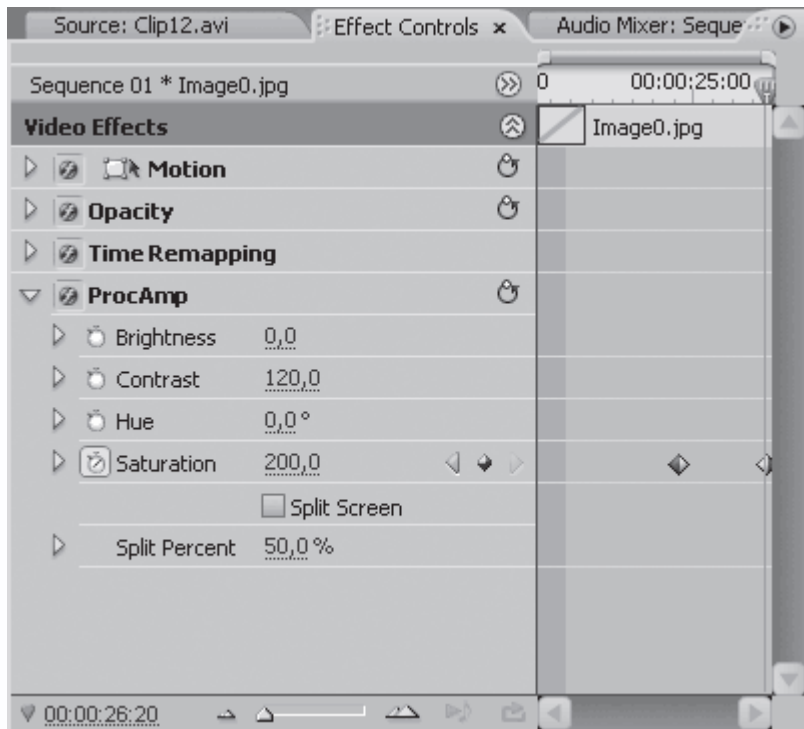 Source: Clip12.avi Effect Controls x Audio Mixer: Seque
Sequence 01 * Image0.jpg 0 00:00:25:00
Video Effects Image0.jpg
Motion
Opacity
Time Remapping
ProcAmp
Brightness 0,0
Contrast 120,0
Hue 0,0°
Saturation 200,0
Split Screen
Split Percent 50,0 %
00:00:26:20